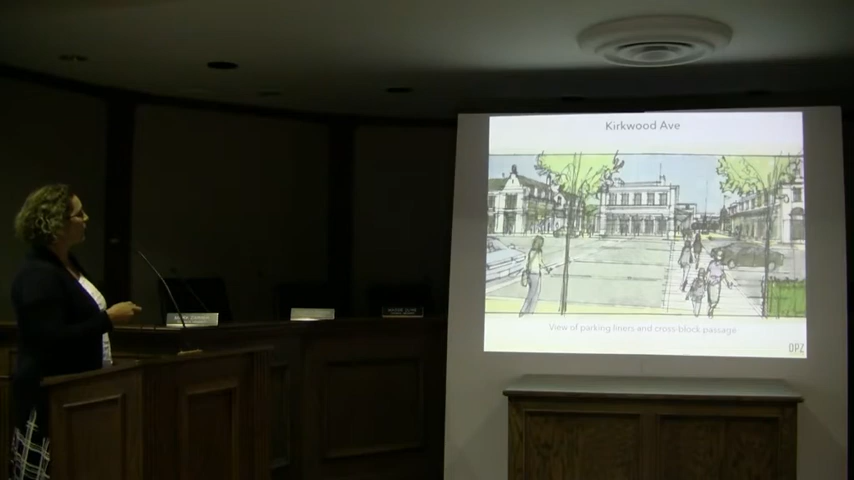 Kirkwood Ave
View of parking liners and cross-block passage
DPZ